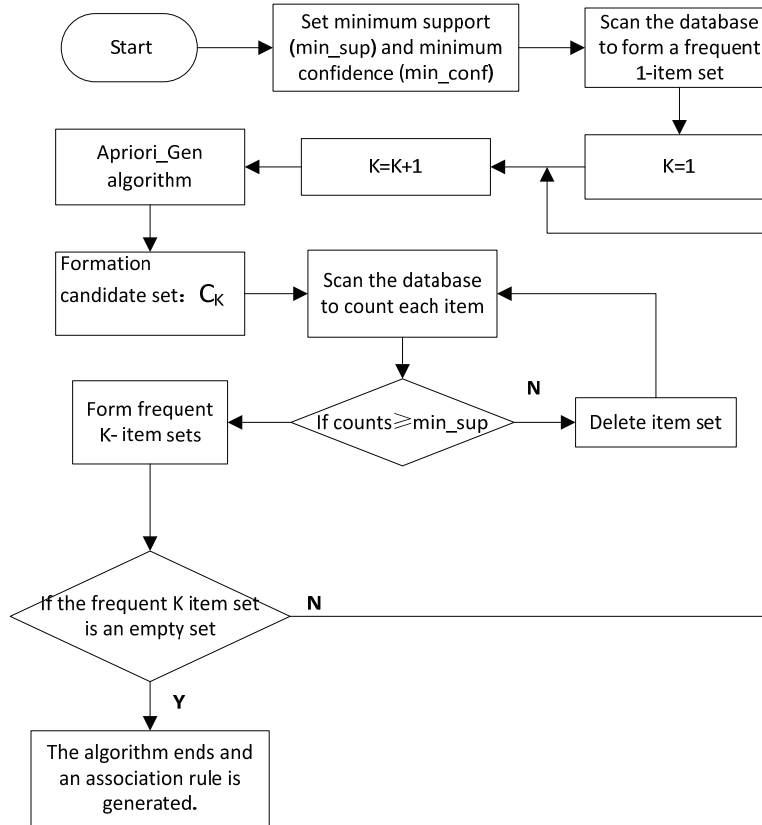 Start
Set minimum support
(min_sup) and minimum
confidence (min_conf)
Scan the database
to form a frequent
1-item set
Apriori_Gen
algorithm
K=K+1
K=1
Formation
candidate set: CK
Scan the database
to count each item
N
Form frequent
K- item sets
If counts≥min_sup
Delete item set
If the frequent K item set
is an empty set
N
Y
The algorithm ends and
an association rule is
generated.